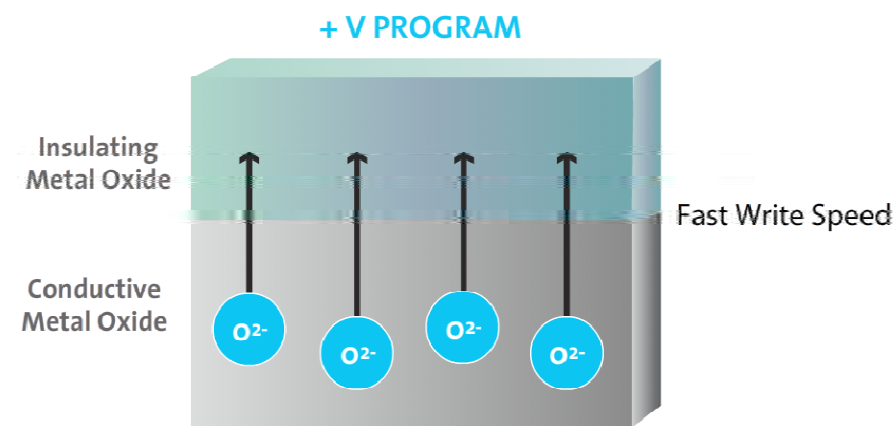 + V PROGRAM
Insulating
Metal Oxide
Fast Write Speed
Conductive
Metal Oxide
O²⁻
O²⁻
O²⁻
O²⁻